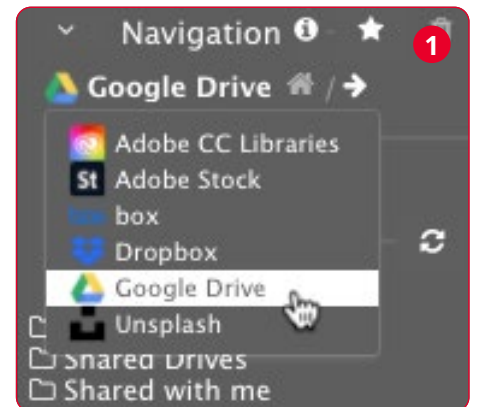 Navigation
1
Google Drive /
Adobe CC Libraries
St Adobe Stock
box box
Dropbox
Google Drive
Unsplash
Shared Drives
Shared with me